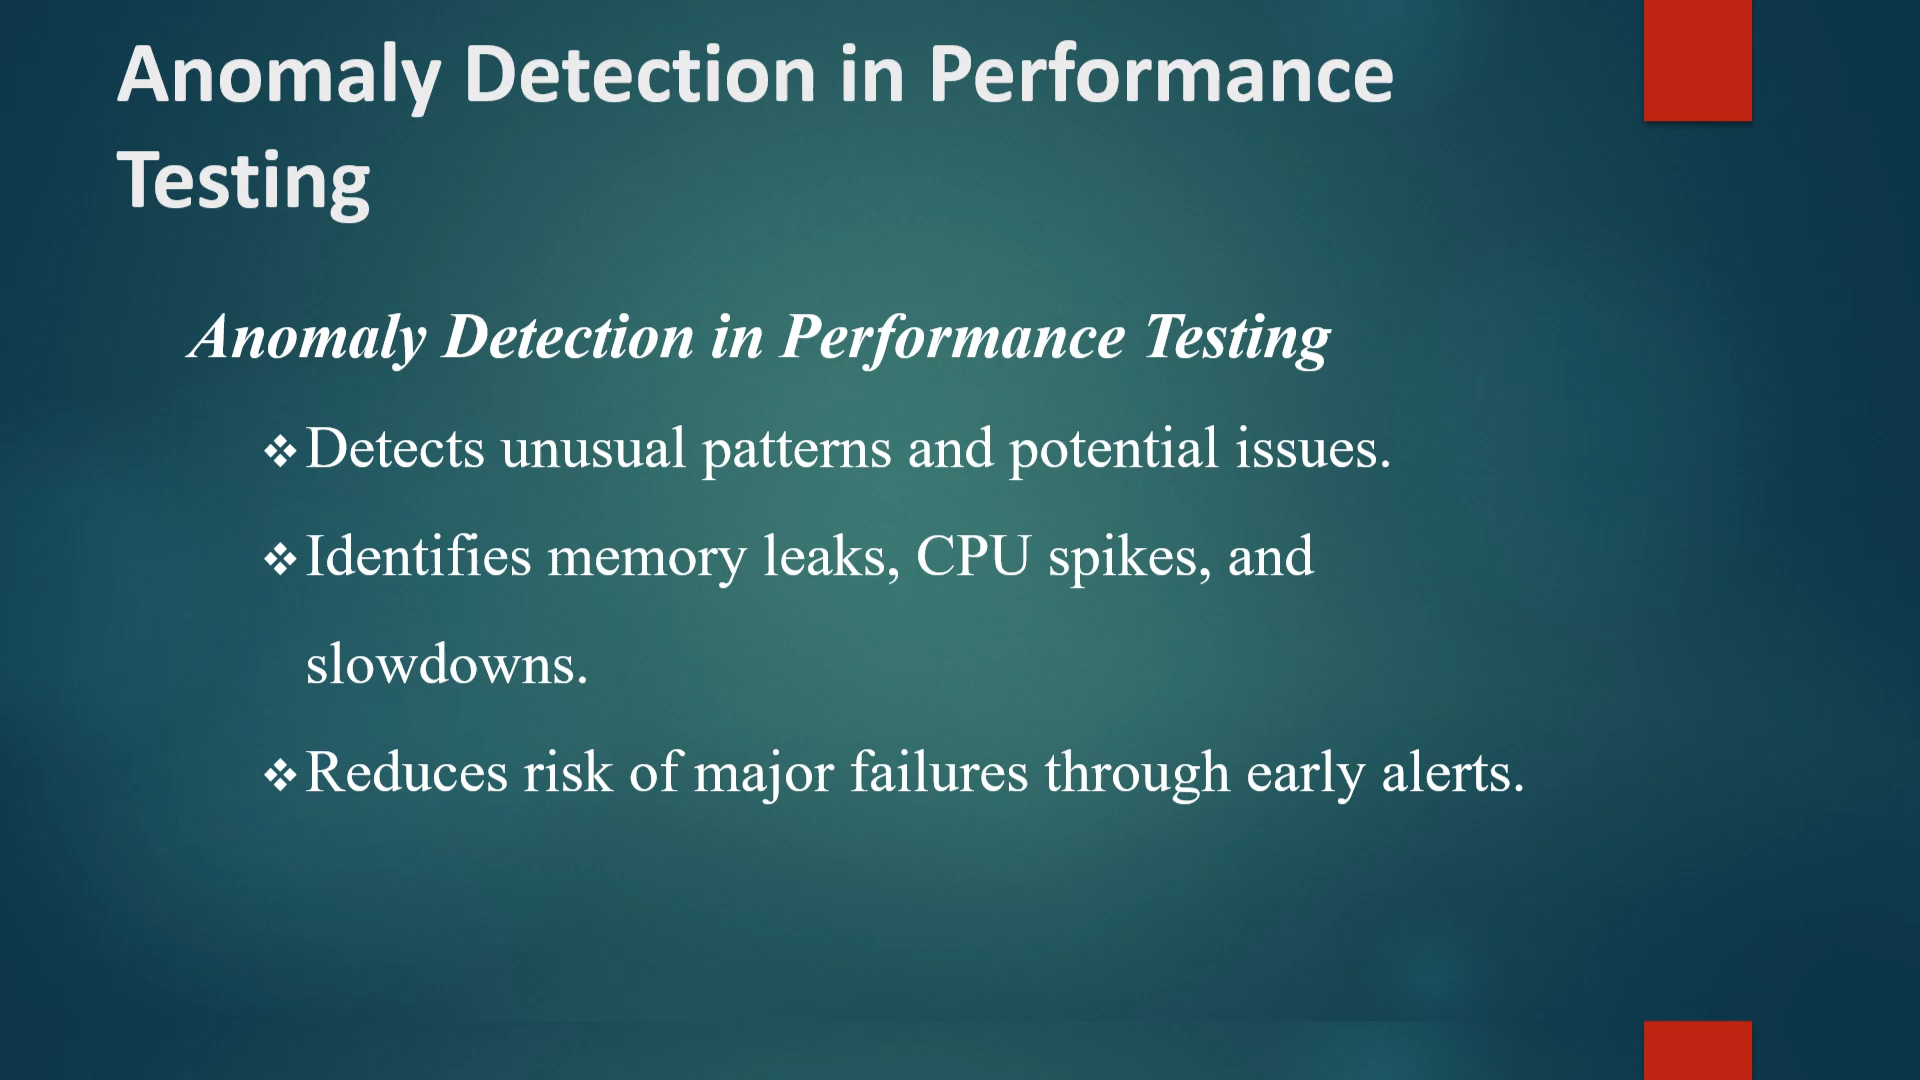 Anomaly Detection in Performance
Testing
Anomaly Detection in Performance Testing
❖Detects unusual patterns and potential issues.
❖Identifies memory leaks, CPU spikes, and
slowdowns.
❖Reduces risk of major failures through early alerts.